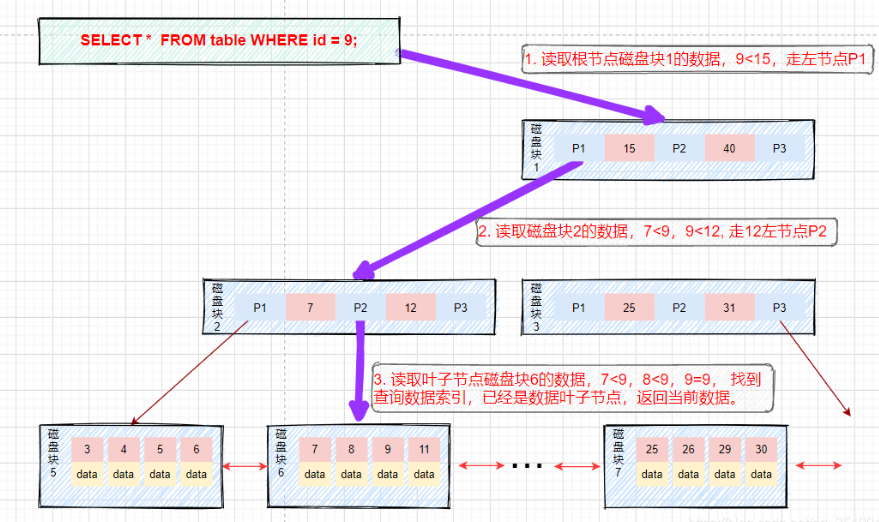 SELECT * FROM table WHERE id = 9;
1. 读取根节点磁盘块1的数据，9<15，走左节点P1
磁盘块1 P1 15 P2 40 P3
2. 读取磁盘块2的数据，7<9，9<12, 走12左节点P2
磁盘块2 P1 7 P2 12 P3
磁盘块3 P1 25 P2 31 P3
3. 读取叶子节点磁盘块6的数据，7<9，8<9，9=9， 找到
查询数据索引，已经是数据叶子节点，返回当前数据。
磁盘块5 3 4 5 6
data data data data
磁盘块6 7 8 9 11
data data data data
...
磁盘块7 25 26 29 30
data data data data